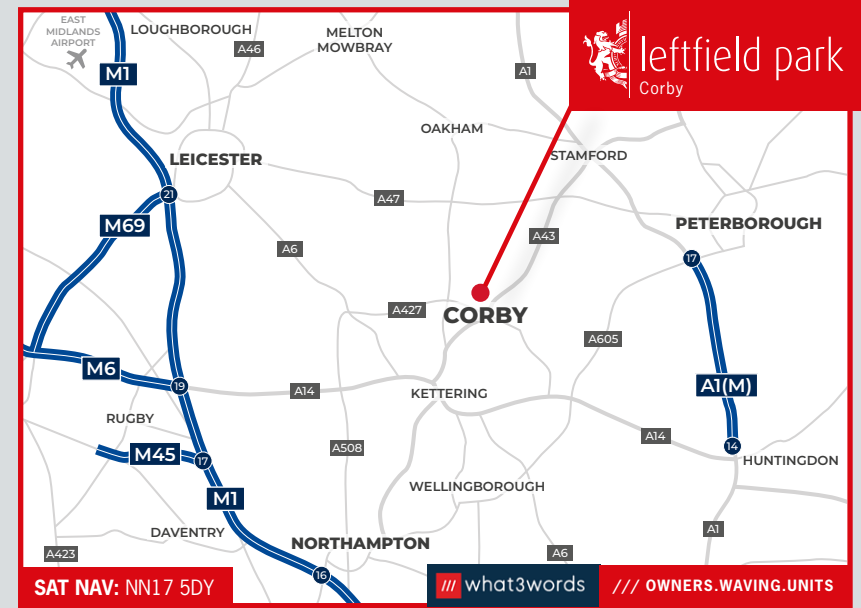 EAST
MIDLANDS
AIRPORT
LOUGHBOROUGH
A46
MELTON
MOWBRAY
leftfield park
Corby
M1
A1
OAKHAM
STAMFORD
LEICESTER
21
A47
M69
A6
A43
PETERBOROUGH
17
A427
CORBY
A605
M6
19
A14
KETTERING
A1(M)
RUGBY
M45
17
A508
A14
14
HUNTINGDON
M1
WELLINGBOROUGH
DAVENTRY
NORTHAMPTON
A1
A423
A6
16
SAT NAV: NN17 5DY
/// what3words
/// OWNERS.WAVING.UNITS